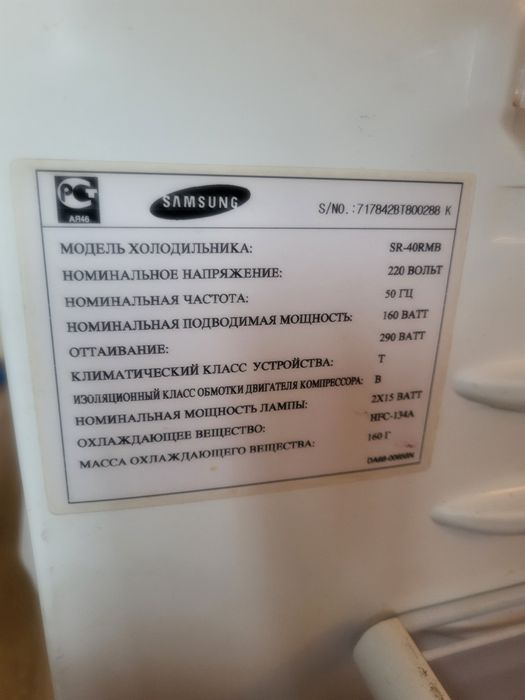 РСТ
АЯ46
SAMSUNG
S/NO. :717842BT800288 K
МОДЕЛЬ ХОЛОДИЛЬНИКА: SR-40RMB
НОМИНАЛЬНОЕ НАПРЯЖЕНИЕ: 220 ВОЛЬТ
НОМИНАЛЬНАЯ ЧАСТОТА: 50 ГЦ
НОМИНАЛЬНАЯ ПОДВОДИМАЯ МОЩНОСТЬ: 160 ВАТТ
ОТТАИВАНИЕ: 290 ВАТТ
КЛИМАТИЧЕСКИЙ КЛАСС УСТРОЙСТВА: Т
ИЗОЛЯЦИОННЫЙ КЛАСС ОБМОТКИ ДВИГАТЕЛЯ КОМПРЕССОРА: В
НОМИНАЛЬНАЯ МОЩНОСТЬ ЛАМПЫ: 2X15 ВАТТ
ОХЛАЖДАЮЩЕЕ ВЕЩЕСТВО: HFC-134A
МАССА ОХЛАЖДАЮЩЕГО ВЕЩЕСТВА: 160 Г